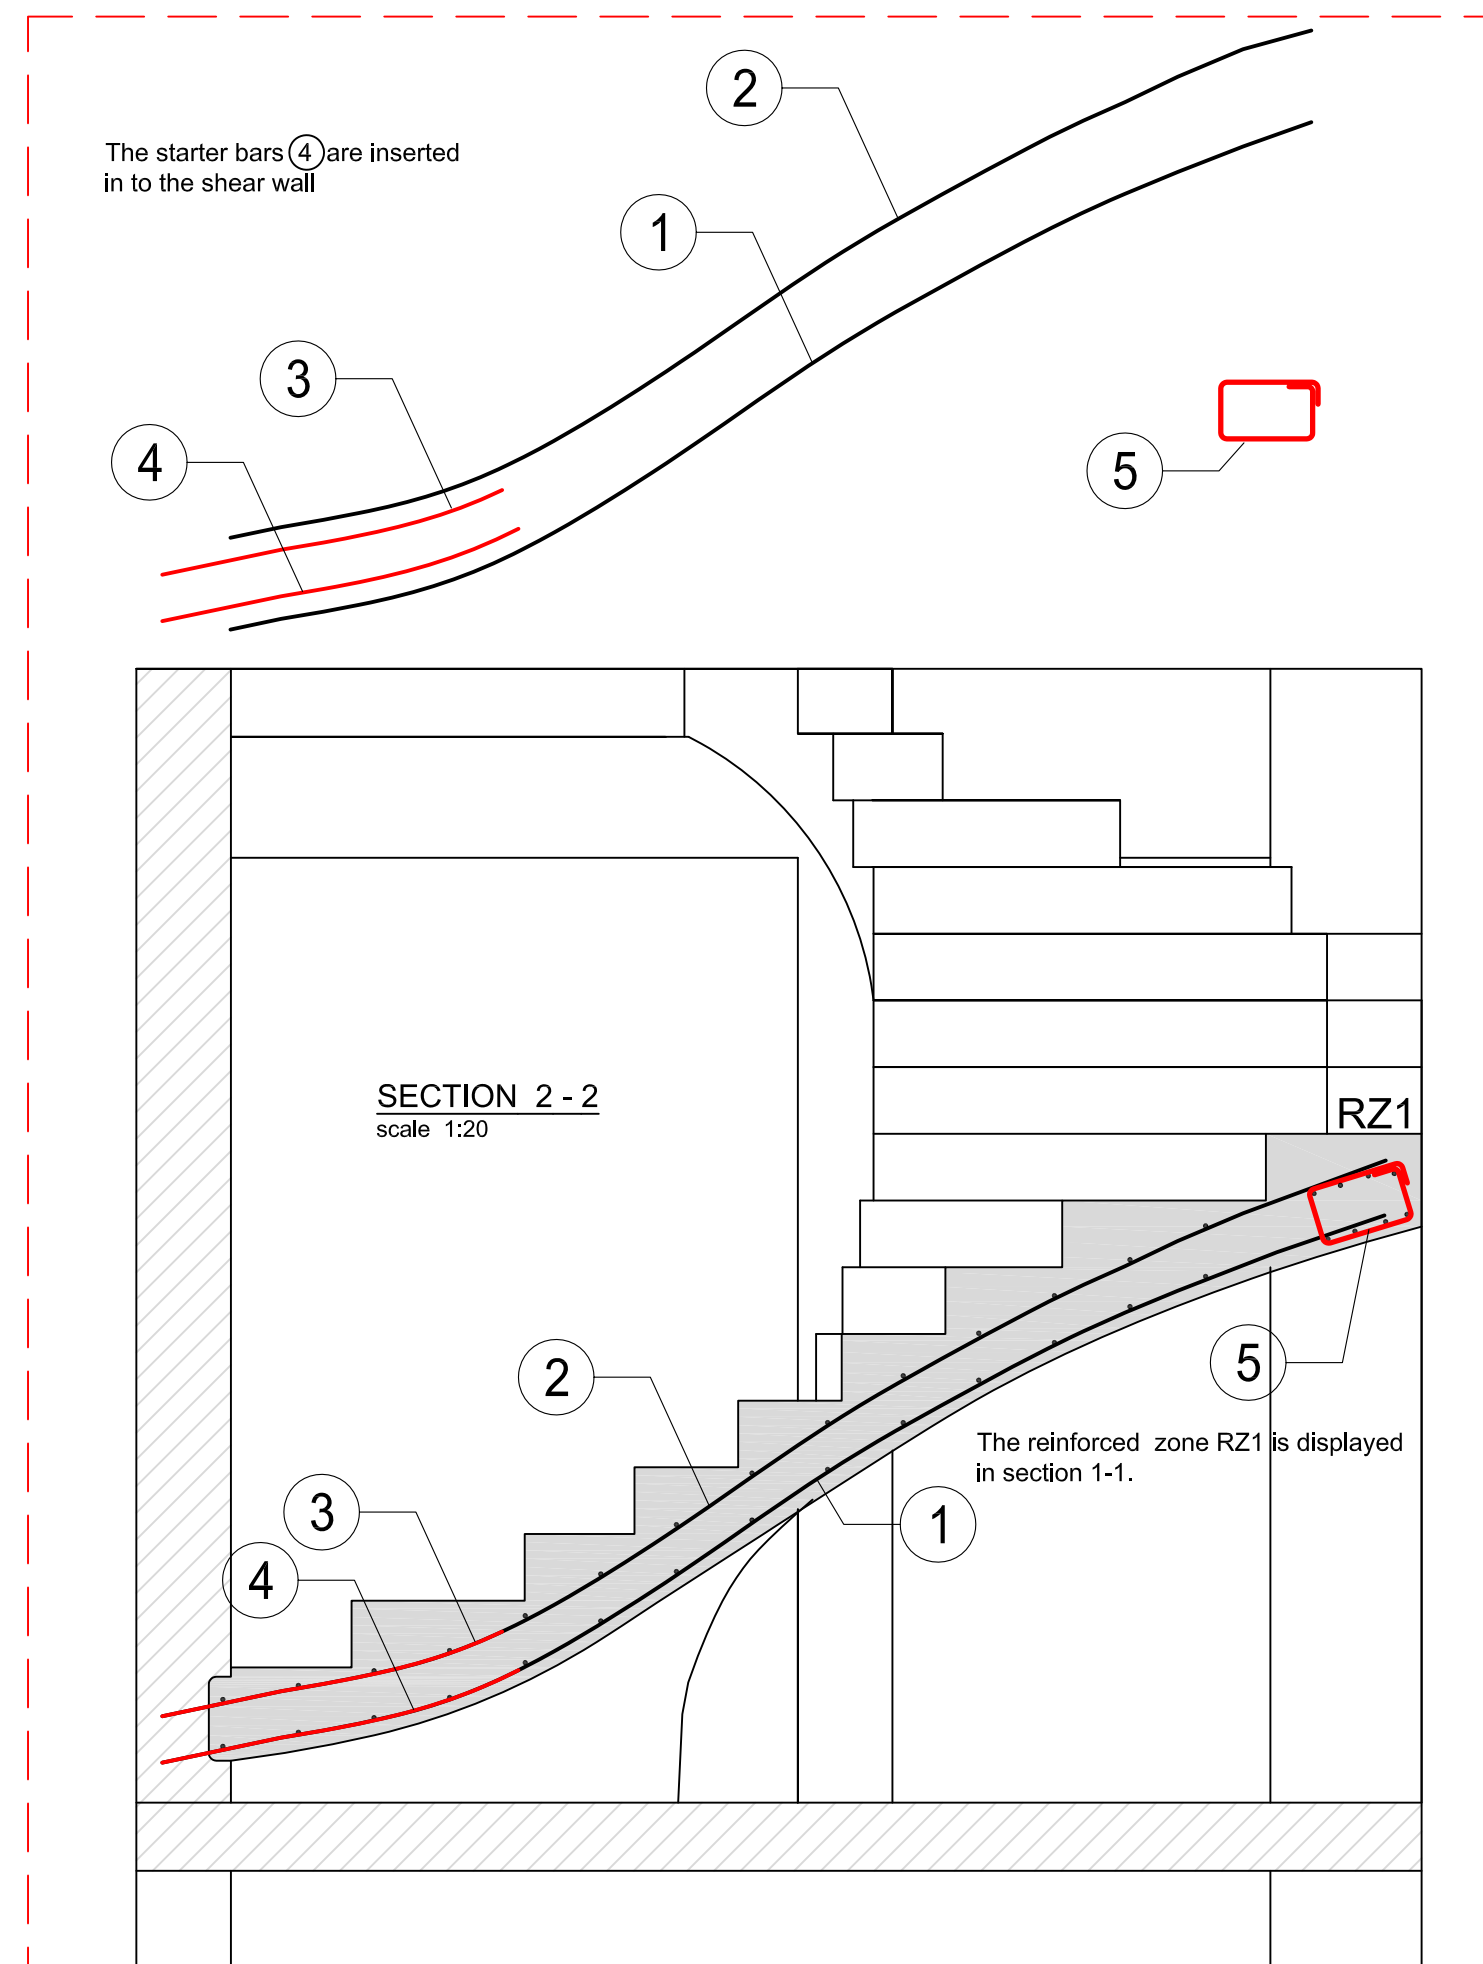 2
The starter bars 4 are inserted
in to the shear wall
1
3
4
5
SECTION 2 - 2
scale 1:20
RZ1
2
5
The reinforced zone RZ1 is displayed
in section 1-1.
3
1
4